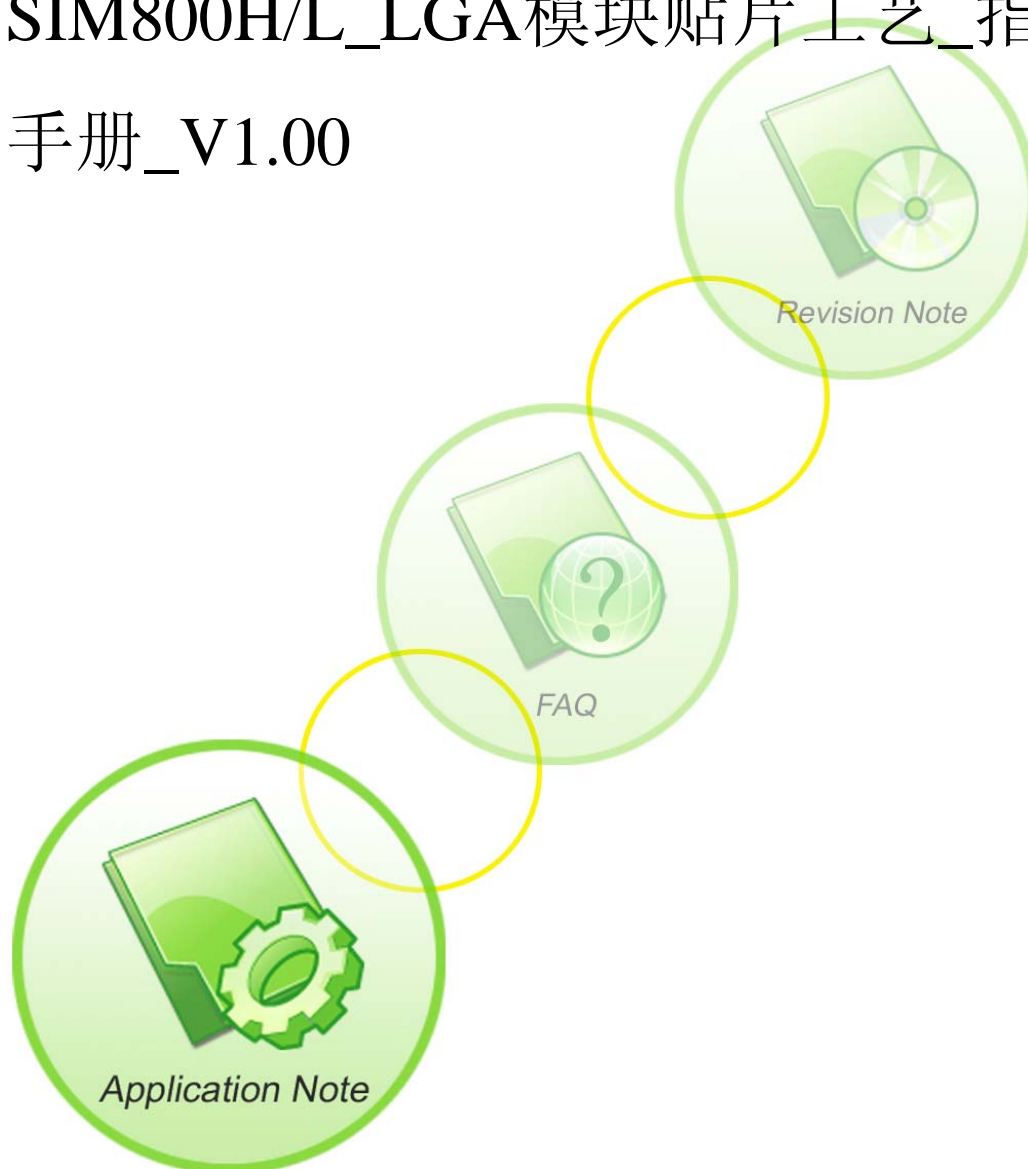 SIM800H/L_LGA模块贴片工艺_指
手册_V1.00
Revision Note
FAQ
Application Note